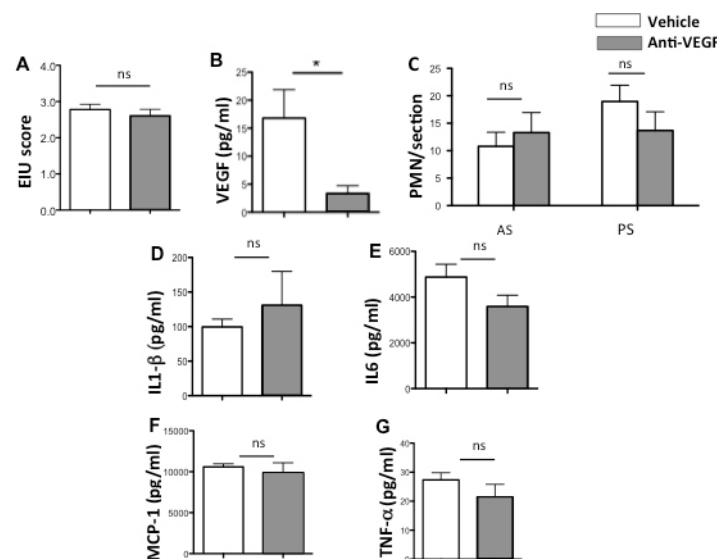 Vehicle
Anti-VEGF
A
ns
EIU score
4.0
3.0
2.0
1.0
0.0
B
*
VEGF (pg/ml)
25
20
15
10
5
0
C
ns
ns
PMN/section
25
20
15
10
5
0
AS
PS
D
ns
IL1-β (pg/ml)
200
150
100
50
0
E
ns
IL6 (pg/ml)
6000
4000
2000
0
F
ns
MCP-1 (pg/ml)
15000
10000
5000
0
G
ns
TNF-α (pg/ml)
40
30
20
10
0